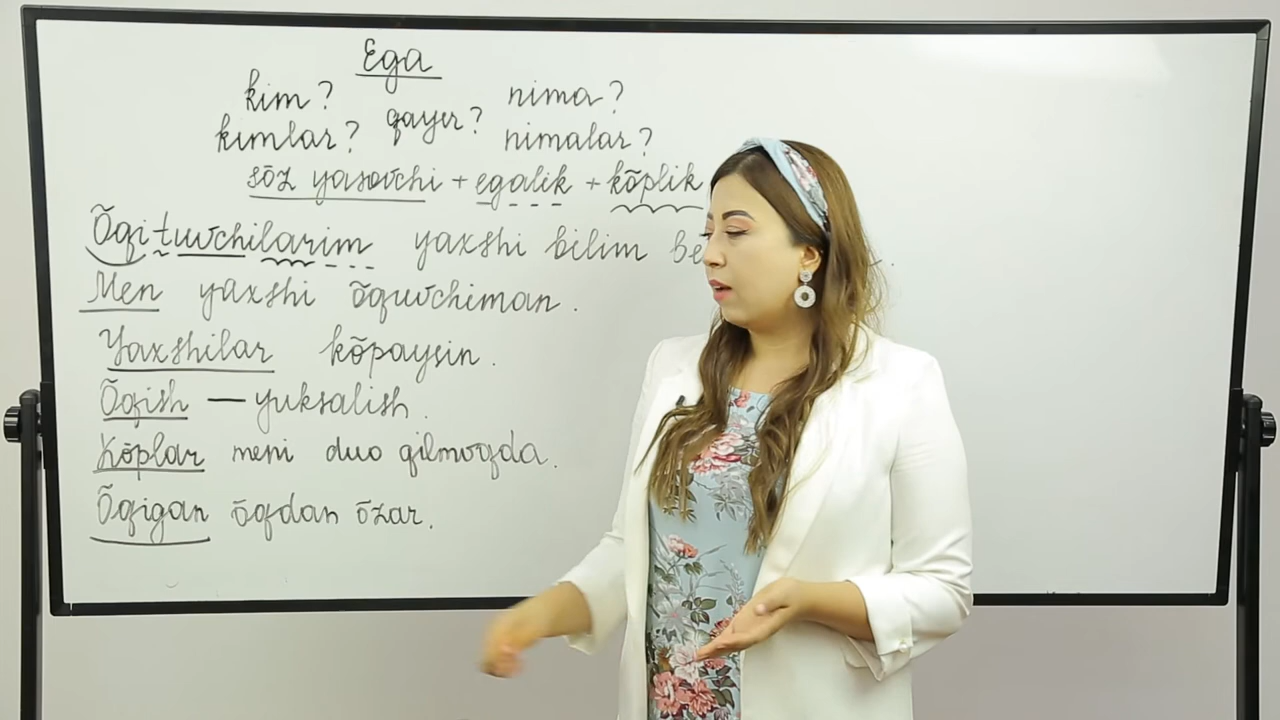 Ega
kim? qayer? nima?
kimlar? nimalar?
sōz yasovchi + egalik + kōplik
Ōqituvchilarim yaxshi bilim
Men yaxshi ōquvchiman.
Yaxshilar kōpaysin.
Ōqish — yuksalish.
Kōplar meni duo qilmoqda.
Ōqigan ōqdan ōzar.